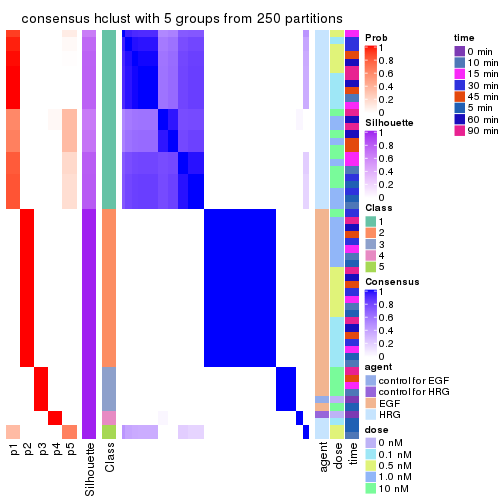 consensus hclust with 5 groups from 250 partitions
Prob
1
0.8
0.6
0.4
0.2
0
Silhouette
1
0.8
0.6
0.4
0.2
0
Class
1
2
3
4
5
Consensus
1
0.8
0.6
0.4
0.2
0
agent
control for EGF
control for HRG
EGF
HRG
dose
0 nM
0.1 nM
0.5 nM
1.0 nM
10 nM
time
0 min
10 min
15 min
30 min
45 min
5 min
60 min
90 min
p1
p2
p3
p4
p5
Silhouette
Class
agent
dose
time